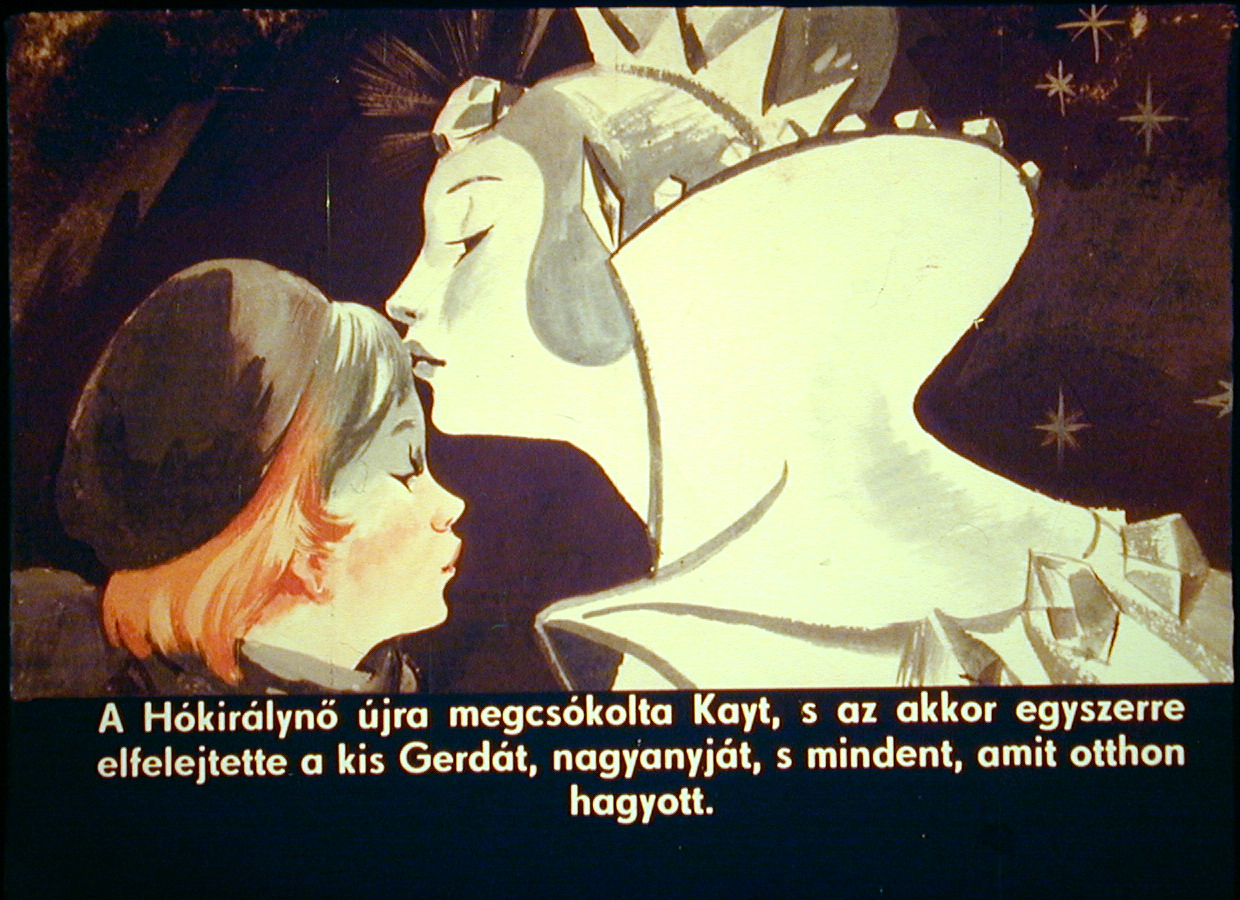 A Hókirálynő újra megcsókolta Kayt, s az akkor egyszerre
elfelejtette a kis Gerdát, nagyanyját, s mindent, amit otthon
hagyott.